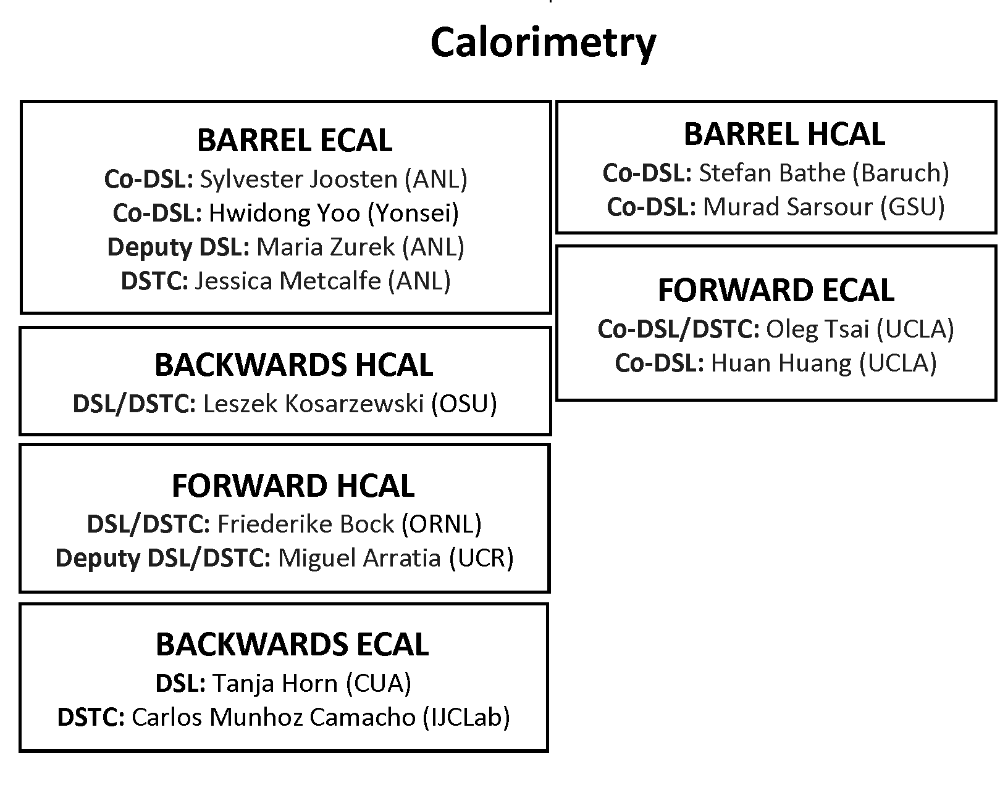 Calorimetry
BARREL ECAL
Co-DSL: Sylvester Joosten (ANL)
Co-DSL: Hwidong Yoo (Yonsei)
Deputy DSL: Maria Zurek (ANL)
DSTC: Jessica Metcalfe (ANL)
BACKWARDS HCAL
DSL/DSTC: Leszek Kosarzewski (OSU)
FORWARD HCAL
DSL/DSTC: Friederike Bock (ORNL)
Deputy DSL/DSTC: Miguel Arratia (UCR)
BACKWARDS ECAL
DSL: Tanja Horn (CUA)
DSTC: Carlos Munhoz Camacho (IJCLab)
BARREL HCAL
Co-DSL: Stefan Bathe (Baruch)
Co-DSL: Murad Sarsour (GSU)
FORWARD ECAL
Co-DSL/DSTC: Oleg Tsai (UCLA)
Co-DSL: Huan Huang (UCLA)